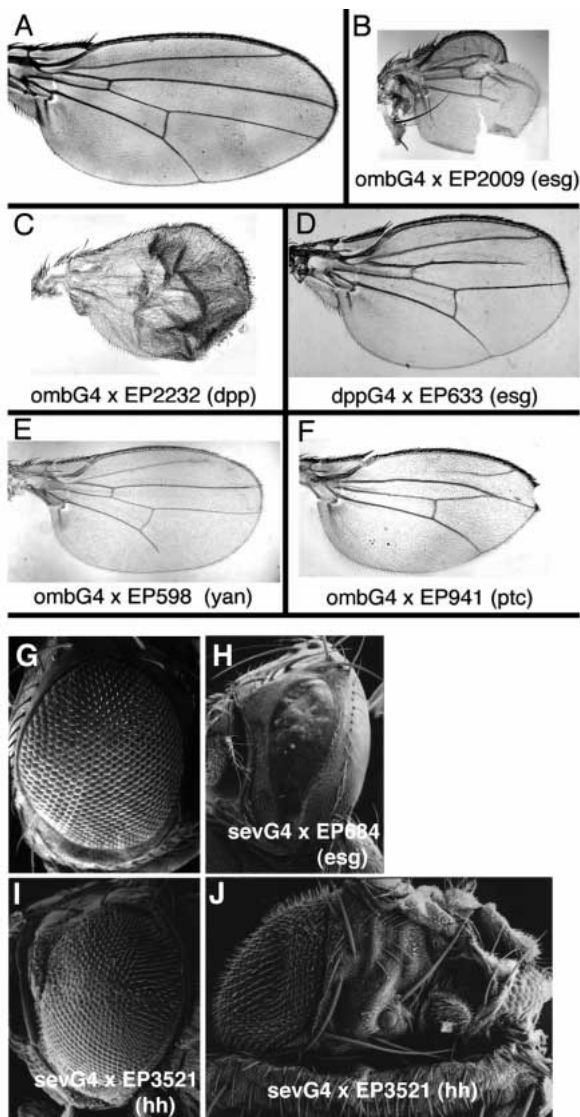 A
B
ombG4 x EP2009 (esg)
C
D
ombG4 x EP2232 (dpp)
dppG4 x EP633 (esg)
E
F
ombG4 x EP598 (yan)
ombG4 x EP941 (ptc)
G
H
sevG4 x EP684
(esg)
I
J
sevG4 x EP3521
(hh)
sevG4 x EP3521 (hh)